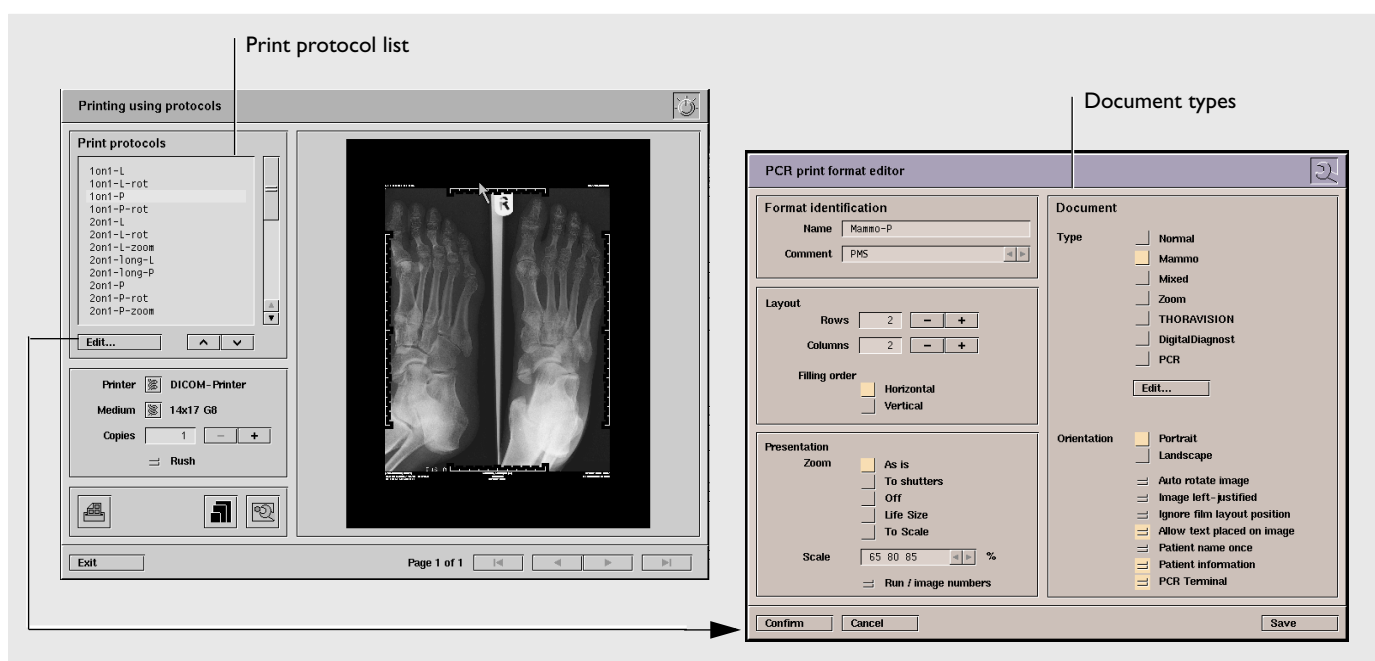 Print protocol list
Document types
Printing using protocols
Print protocols
1on1-L
1on1-L-rot
1on1-P
1on1-P-rot
2on1-L
2on1-L-rot
2on1-L-zoom
2on1-long-L
2on1-long-P
2on1-P
2on1-P-rot
2on1-P-zoom
Edit...
Printer DICOM-Printer
Medium 14x17 GB
Copies 1 - +
Rush
R
Exit
Page 1 of 1
PCR print format editor
Format identification
Name Mammo-P
Comment PMS
Layout
Rows 2 - +
Columns 2 - +
Filling order
Horizontal
Vertical
Presentation
Zoom As is
To shutters
Off
Life Size
To Scale
Scale 65 80 85 %
Run / image numbers
Document
Type Normal
Mammo
Mixed
Zoom
THORAVISION
DigitalDiagnost
PCR
Edit...
Orientation Portrait
Landscape
Auto rotate image
Image left-justified
Ignore film layout position
Allow text placed on image
Patient name once
Patient information
PCR Terminal
Confirm
Cancel
Save